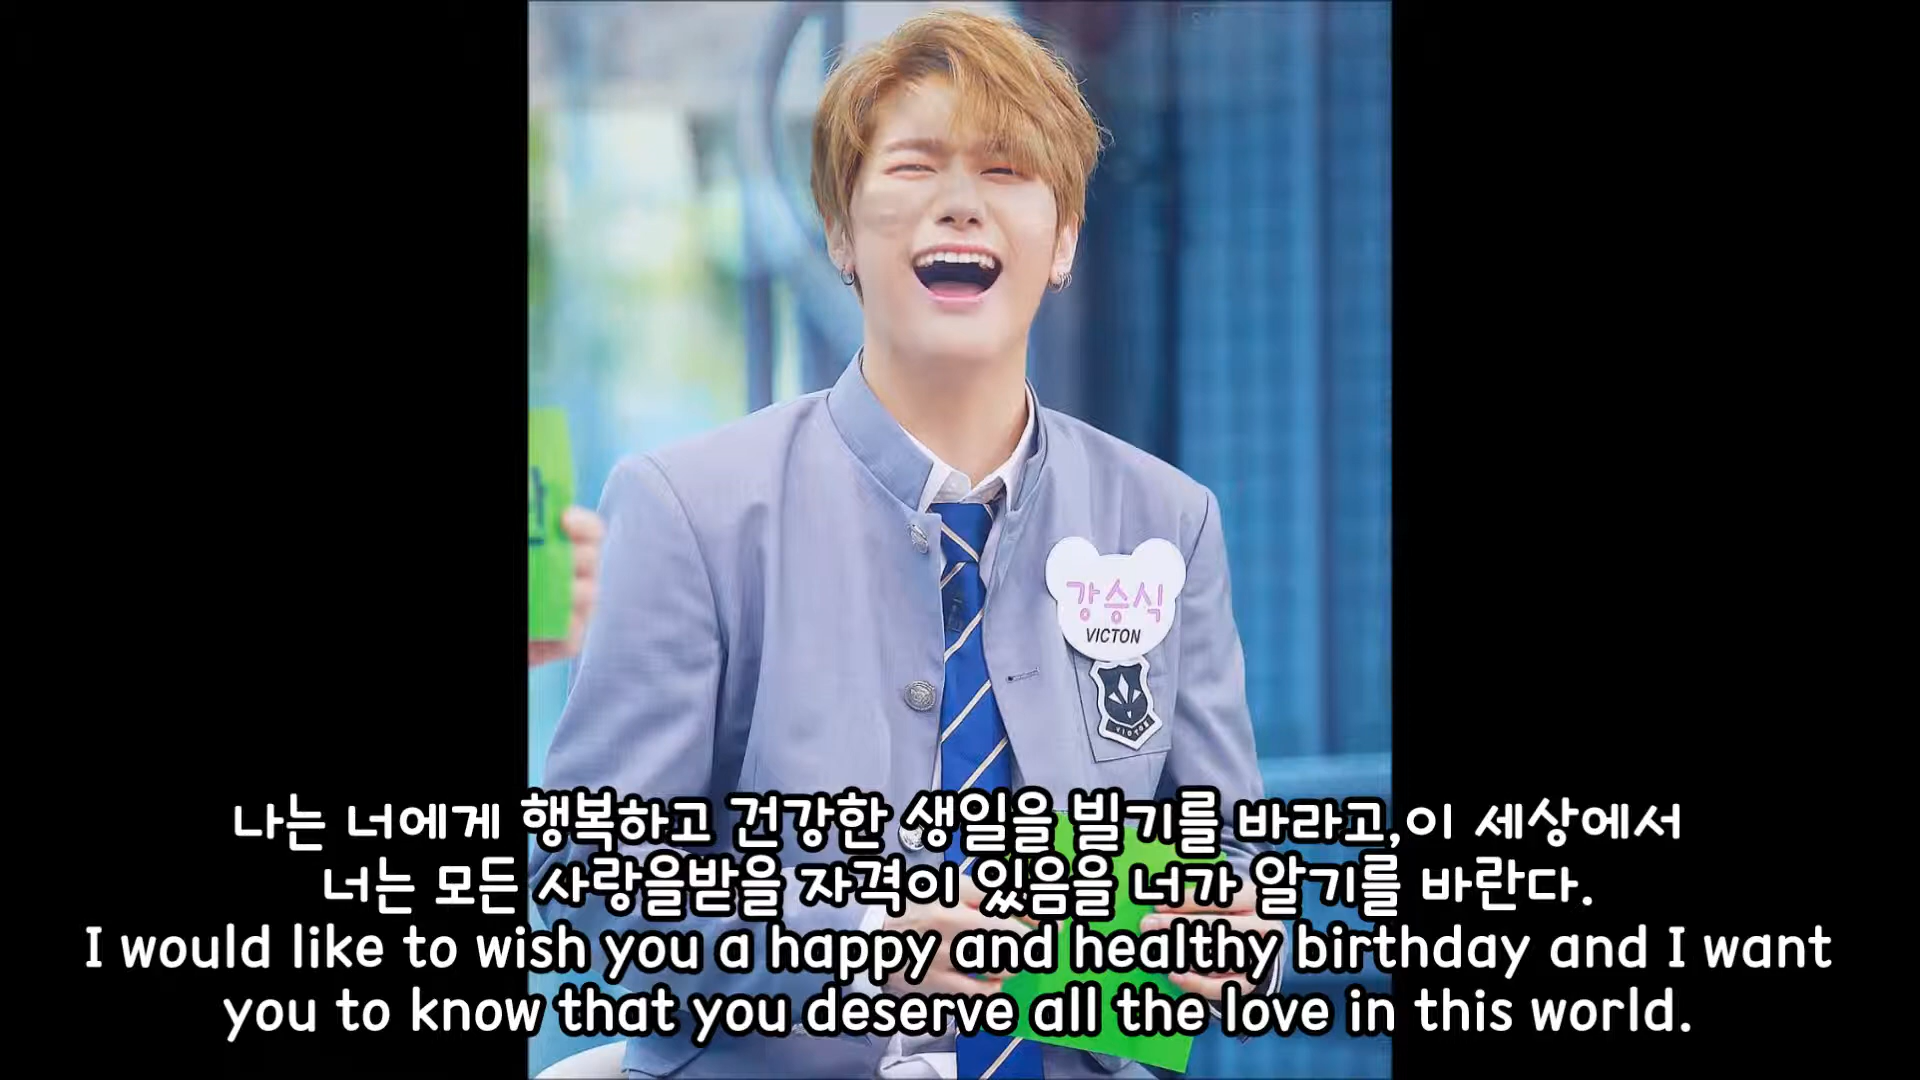 강승식
VICTON
VICTON
나는 너에게 행복하고 건강한 생일을 빌기를 바라고,이 세상에서
너는 모든 사랑을받을 자격이 있음을 너가 알기를 바란다.
I would like to wish you a happy and healthy birthday and I want
you to know that you deserve all the love in this world.